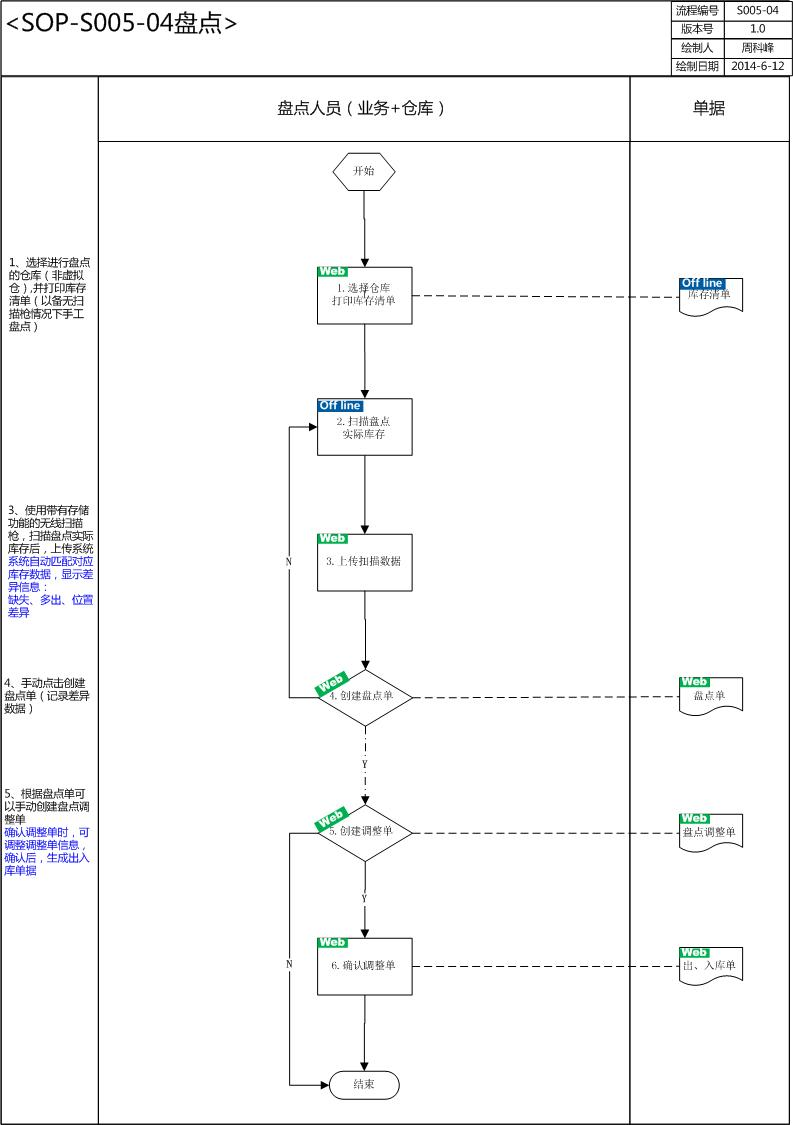 <SOP-S005-04盘点>
流程编号 S005-04
版本号 1.0
绘制人 周科峰
绘制日期 2014-6-12
盘点人员（业务+仓库）
单据
开始
1、选择进行盘点
的仓库（非虚拟
仓）,并打印库存
清单（以备无扫
描枪情况下手工
盘点）
Web
1.选择仓库
打印库存清单
Off line
库存清单
Off line
2.扫描盘点
实际库存
3、使用带有存储
功能的无线扫描
枪，扫描盘点实际
库存后，上传系统
系统自动匹配对应
库存数据，显示差
异信息：
缺失、多出、位置
差异
Web
3.上传扫描数据
N
4、手动点击创建
盘点单（记录差异
数据）
Web
4.创建盘点单
Web
盘点单
Y
5、根据盘点单可
以手动创建盘点调
整单
确认调整单时，可
调整调整单信息，
确认后，生成出入
库单据
Web
5.创建调整单
Web
盘点调整单
Y
N
Web
6.确认调整单
Web
出、入库单
结束